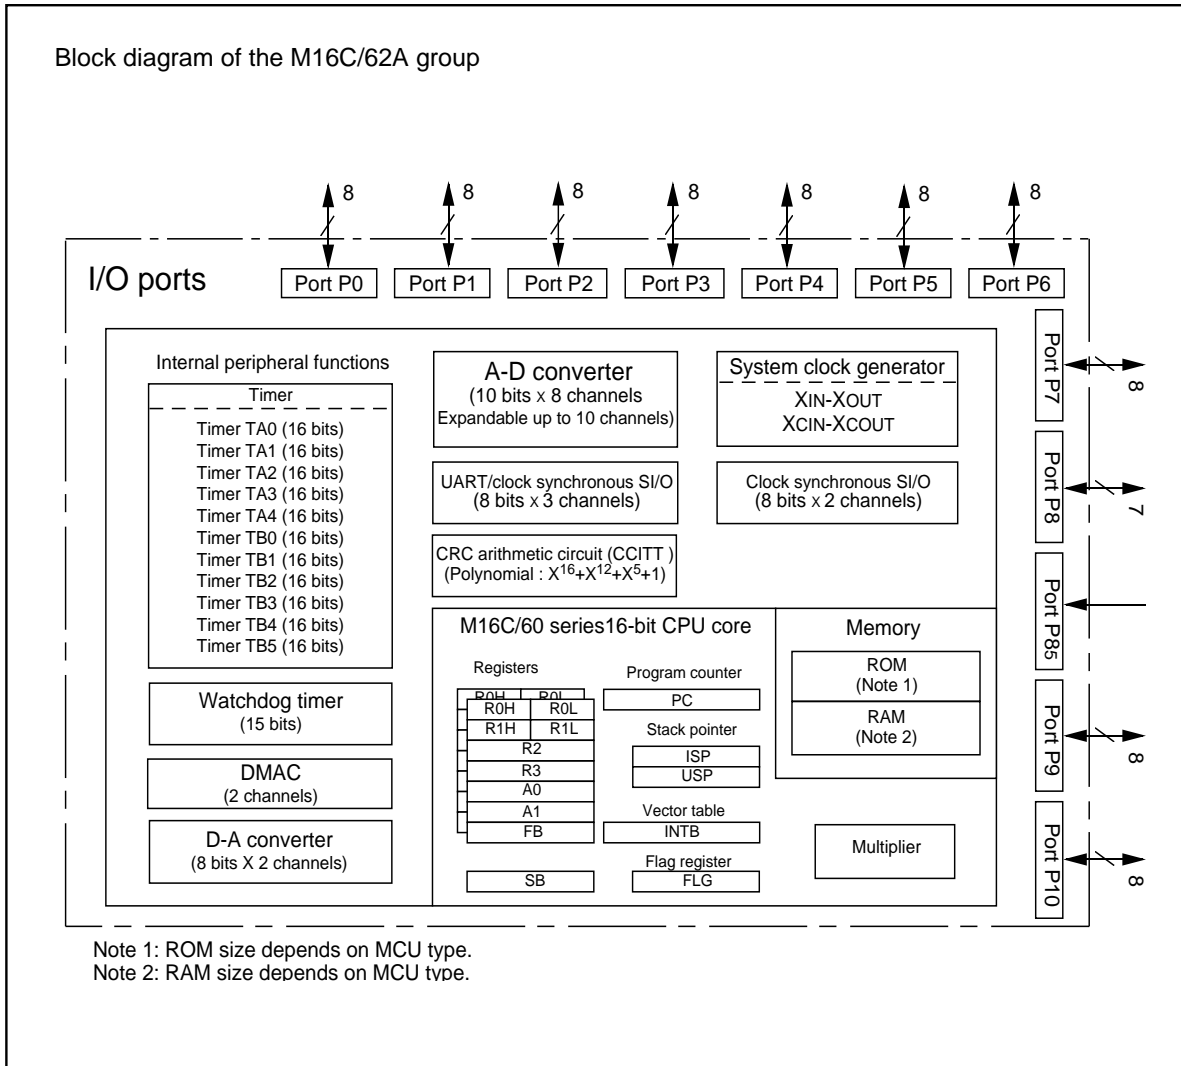 Block diagram of the M16C/62A group
8 8 8 8 8 8 8
I/O ports
Port P0 Port P1 Port P2 Port P3 Port P4 Port P5 Port P6
Port P7
8
Port P8
7
Port P85
Port P9
8
Port P10
8
Internal peripheral functions
Timer
Timer TA0 (16 bits)
Timer TA1 (16 bits)
Timer TA2 (16 bits)
Timer TA3 (16 bits)
Timer TA4 (16 bits)
Timer TB0 (16 bits)
Timer TB1 (16 bits)
Timer TB2 (16 bits)
Timer TB3 (16 bits)
Timer TB4 (16 bits)
Timer TB5 (16 bits)
Watchdog timer
(15 bits)
DMAC
(2 channels)
D-A converter
(8 bits X 2 channels)
A-D converter
(10 bits x 8 channels
Expandable up to 10 channels)
UART/clock synchronous SI/O
(8 bits x 3 channels)
CRC arithmetic circuit (CCITT )
(Polynomial : X16+X12+X5+1)
System clock generator
XIN-XOUT
XCIN-XCOUT
Clock synchronous SI/O
(8 bits x 2 channels)
M16C/60 series16-bit CPU core
Registers
R0H R0L
R0H R0L
R1H R1L
R2
R3
A0
A1
FB
SB
Program counter
PC
Stack pointer
ISP
USP
Vector table
INTB
Flag register
FLG
Memory
ROM
(Note 1)
RAM
(Note 2)
Multiplier
Note 1: ROM size depends on MCU type.
Note 2: RAM size depends on MCU type.